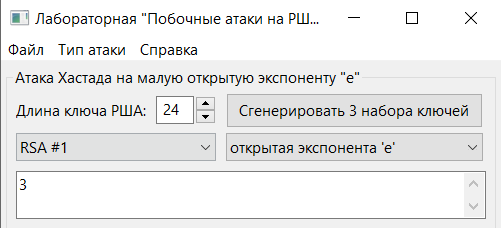 Лабораторная "Побочные атаки на РШ...
Файл Тип атаки Справка
Атака Хастада на малую открытую экспоненту "e"
Длина ключа РША: 24 Сгенерировать 3 набора ключей
RSA #1 открытая экспонента 'e'
3